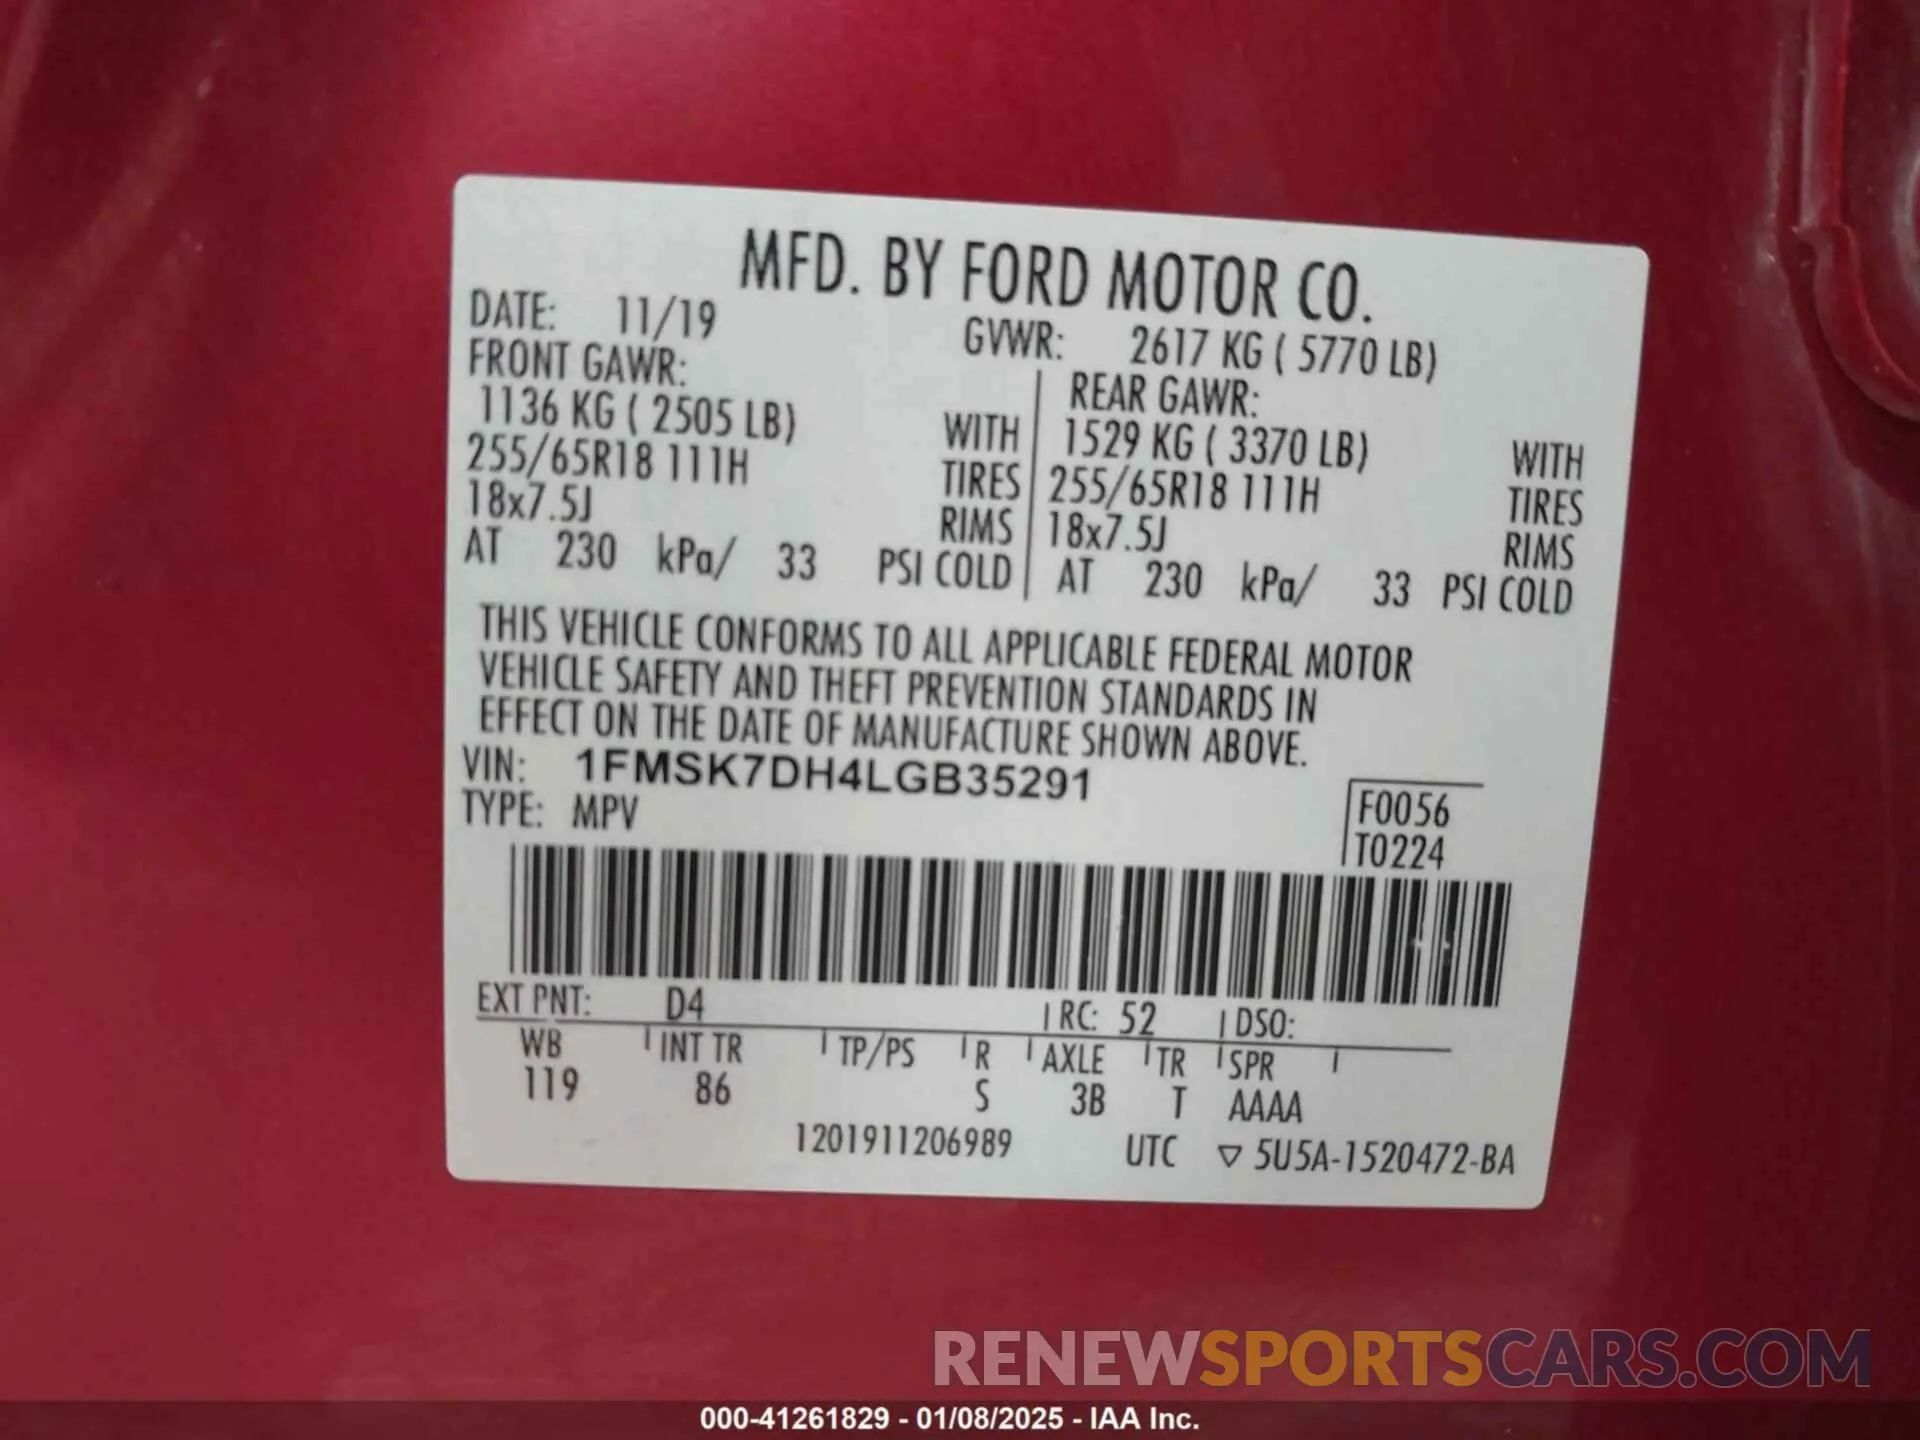 MFD. BY FORD MOTOR CO.
DATE: 11/19 GVWR: 2617 KG ( 5770 LB)
FRONT GAWR: REAR GAWR:
1136 KG ( 2505 LB) WITH 1529 KG ( 3370 LB) WITH
255/65R18 111H TIRES 255/65R18 111H TIRES
18x7.5J RIMS 18x7.5J RIMS
AT 230 kPa/ 33 PSI COLD AT 230 kPa/ 33 PSI COLD
THIS VEHICLE CONFORMS TO ALL APPLICABLE FEDERAL MOTOR
VEHICLE SAFETY AND THEFT PREVENTION STANDARDS IN
EFFECT ON THE DATE OF MANUFACTURE SHOWN ABOVE.
VIN: 1FMSK7DH4LGB35291
TYPE: MPV F0056
T0224
EXT PNT: D4 RC: 52 DSO:
WB INT TR TP/PS R AXLE TR SPR
119 86 S 3B T AAAA
1201911206989 UTC ▽ 5U5A-1520472-BA
RENEWSPORTSCARS.COM
000-41261829 - 01/08/2025 - IAA Inc.